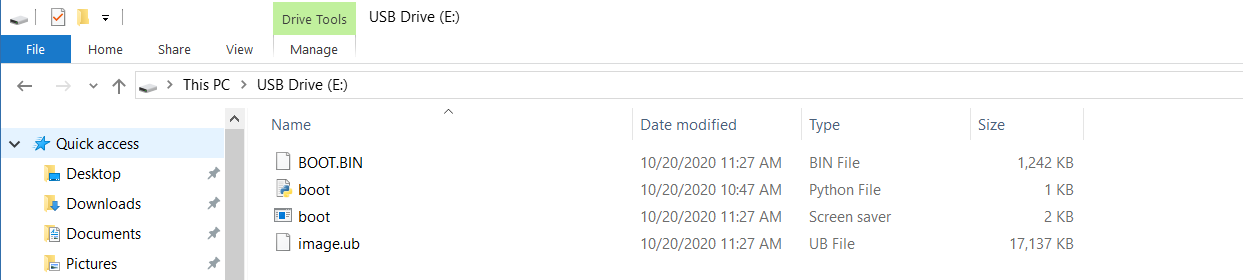 Drive Tools USB Drive (E:)
File Home Share View Manage
This PC USB Drive (E:)
Name Date modified Type Size
Quick access
Desktop
Downloads
Documents
Pictures
BOOT.BIN 10/20/2020 11:27 AM BIN File 1,242 KB
boot 10/20/2020 10:47 AM Python File 1 KB
boot 10/20/2020 11:27 AM Screen saver 2 KB
image.ub 10/20/2020 11:27 AM UB File 17,137 KB